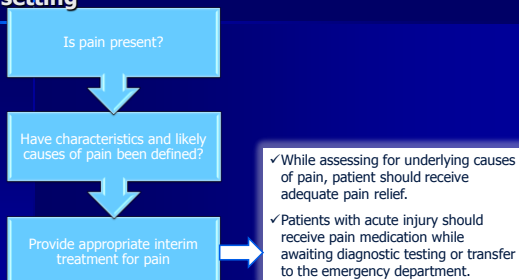 setting
Is pain present?
Have characteristics and likely
causes of pain been defined?
Provide appropriate interim
treatment for pain
✓While assessing for underlying causes
of pain, patient should receive
adequate pain relief.
✓Patients with acute injury should
receive pain medication while
awaiting diagnostic testing or transfer
to the emergency department.